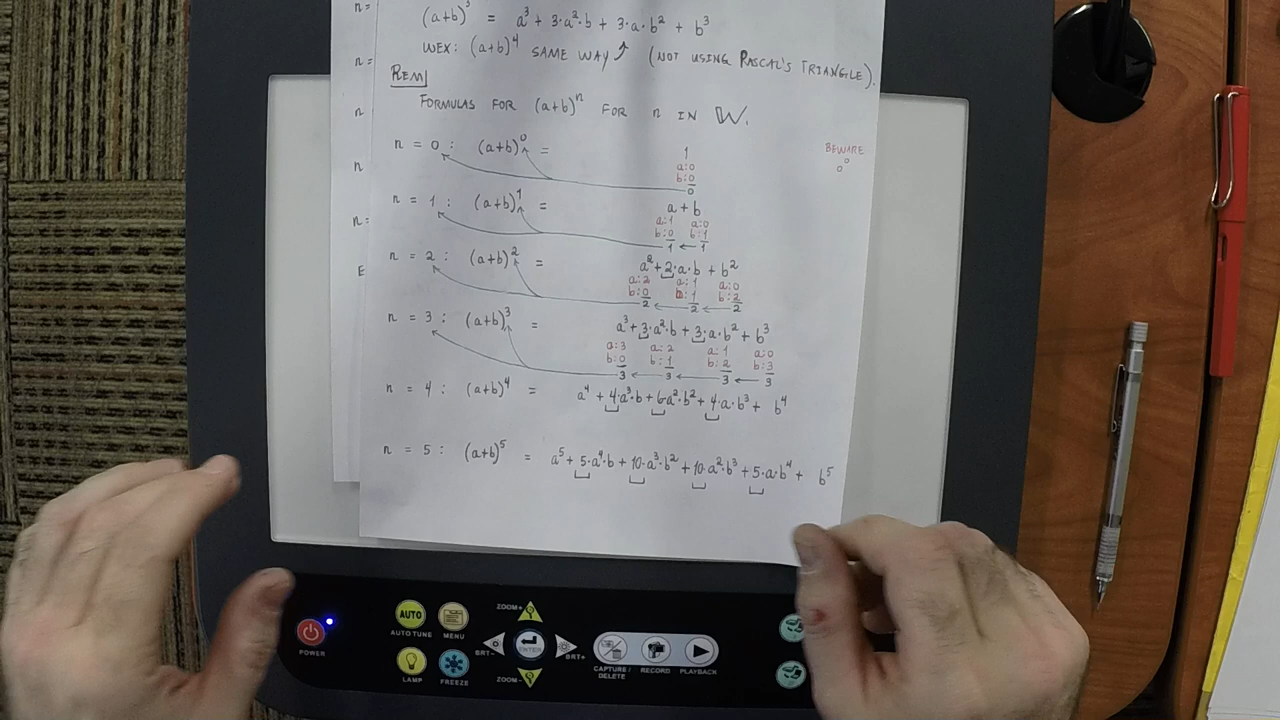 n =
(a+b)³ = a³ + 3·a²·b + 3·a·b² + b³
WEX: (a+b)⁴ SAME WAY ↗ (NOT USING PASCAL'S TRIANGLE).
n =
REM
FORMULAS FOR (a+b)ⁿ FOR n IN W.
n
n = 0 : (a+b)⁰ = 1
BEWARE
a:0
b:0
0
n
n = 1 : (a+b)¹ = a + b
a:1 a:0
b:0 b:1
1 ← 1
n =
n = 2 : (a+b)² = a² + 2·a·b + b²
a:2 a:1 a:0
b:0 b:1 b:2
2 ← 2 ← 2
E
n = 3 : (a+b)³ = a³ + 3·a²·b + 3·a·b² + b³
a:3 a:2 a:1 a:0
b:0 b:1 b:2 b:3
3 ← 3 ← 3 ← 3
n = 4 : (a+b)⁴ = a⁴ + 4·a³·b + 6·a²·b² + 4·a·b³ + b⁴
n = 5 : (a+b)⁵ = a⁵ + 5·a⁴·b + 10·a³·b² + 10·a²·b³ + 5·a·b⁴ + b⁵
POWER
AUTO
AUTO TUNE
MENU
LAMP
FREEZE
ZOOM+
BRT-
ENTER
BRT+
ZOOM-
CAPTURE / DELETE
RECORD
PLAYBACK